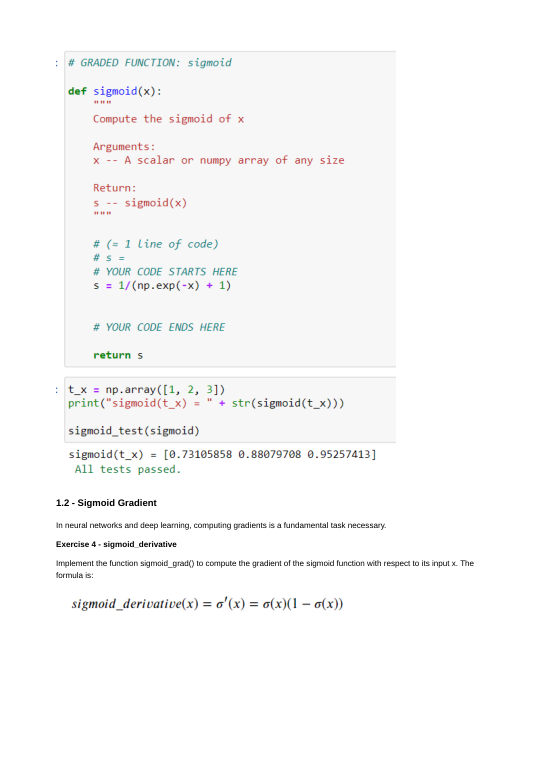 : # GRADED FUNCTION: sigmoid
def sigmoid(x):
"""
Compute the sigmoid of x
Arguments:
x -- A scalar or numpy array of any size
Return:
s -- sigmoid(x)
"""
# (≈ 1 line of code)
# s =
# YOUR CODE STARTS HERE
s = 1/(np.exp(-x) + 1)
# YOUR CODE ENDS HERE
return s
: t_x = np.array([1, 2, 3])
print("sigmoid(t_x) = " + str(sigmoid(t_x)))
sigmoid_test(sigmoid)
sigmoid(t_x) = [0.73105858 0.88079708 0.95257413]
All tests passed.
1.2 - Sigmoid Gradient
In neural networks and deep learning, computing gradients is a fundamental task necessary.
Exercise 4 - sigmoid_derivative
Implement the function sigmoid_grad() to compute the gradient of the sigmoid function with respect to its input x. The
formula is:
sigmoid_derivative(x) = σ′(x) = σ(x)(1 − σ(x))